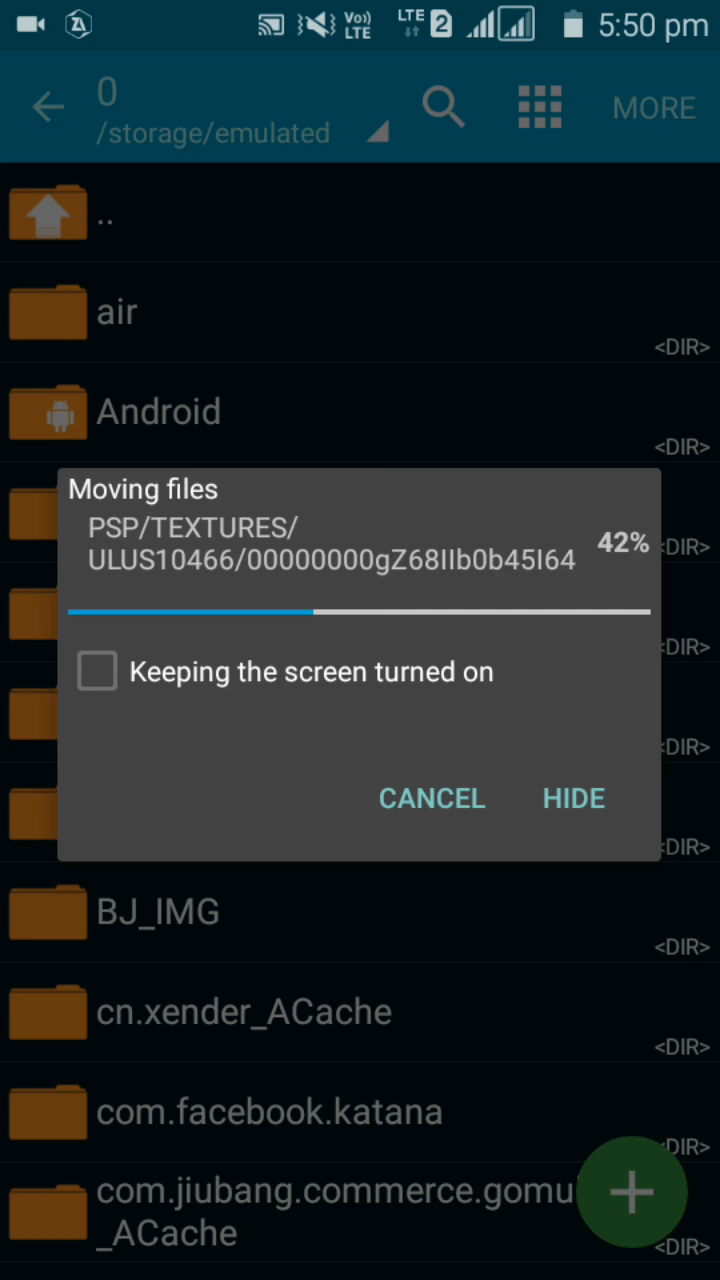 Vo))
LTE
LTE
2
5:50 pm
0
/storage/emulated
MORE
..
air
<DIR>
Android
<DIR>
Moving files
PSP/TEXTURES/
ULUS10466/00000000gZ68IIb0b45I64
42%
<DIR>
<DIR>
Keeping the screen turned on
<DIR>
CANCEL
HIDE
<DIR>
BJ_IMG
<DIR>
cn.xender_ACache
<DIR>
com.facebook.katana
<DIR>
com.jiubang.commerce.gomul
_ACache
<DIR>